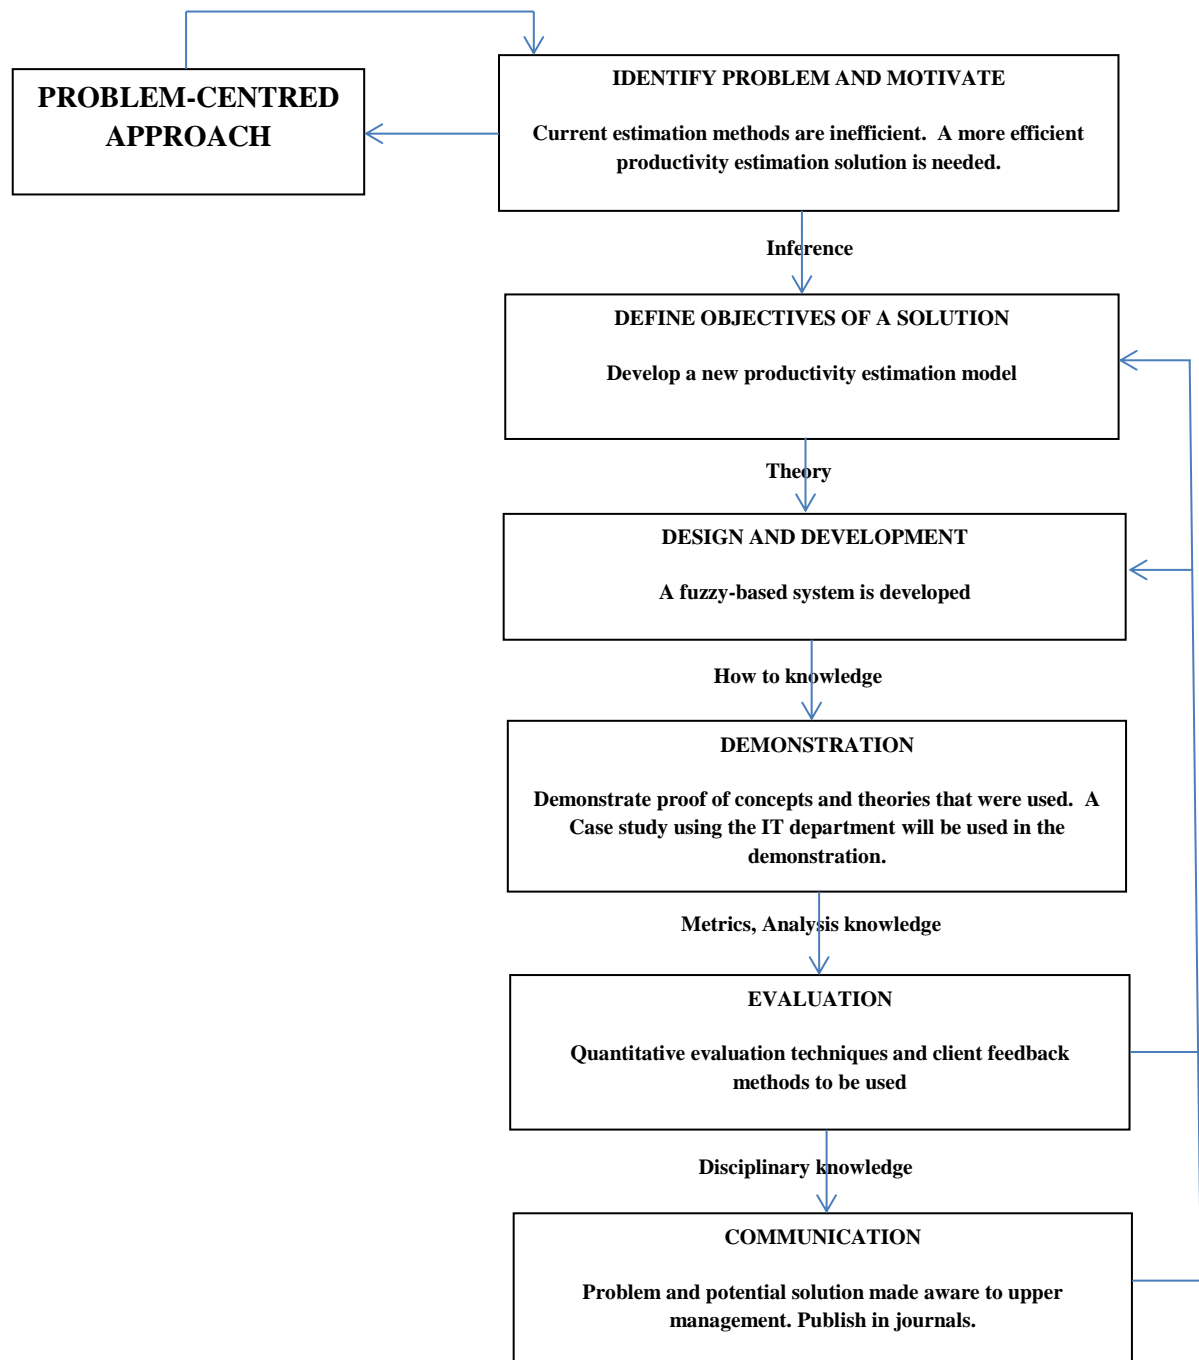 PROBLEM-CENTRED
APPROACH
IDENTIFY PROBLEM AND MOTIVATE
Current estimation methods are inefficient.  A more efficient
productivity estimation solution is needed.
Inference
DEFINE OBJECTIVES OF A SOLUTION
Develop a new productivity estimation model
Theory
DESIGN AND DEVELOPMENT
A fuzzy-based system is developed
How to knowledge
DEMONSTRATION
Demonstrate proof of concepts and theories that were used.  A
Case study using the IT department will be used in the
demonstration.
Metrics, Analysis knowledge
EVALUATION
Quantitative evaluation techniques and client feedback
methods to be used
Disciplinary knowledge
COMMUNICATION
Problem and potential solution made aware to upper
management. Publish in journals.